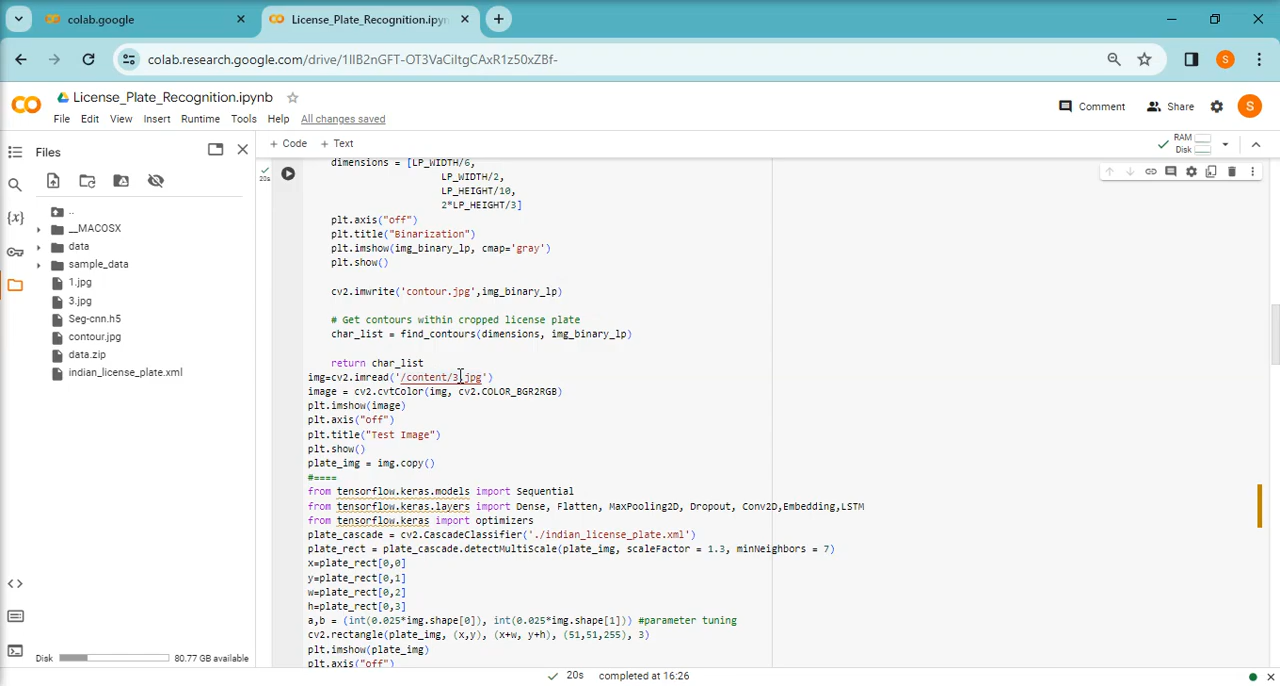 colab.google
License_Plate_Recognition.ipyn
colab.research.google.com/drive/1IIB2nGFT-OT3VaCiltgCAxR1z50xZBf-
S
License_Plate_Recognition.ipynb
File Edit View Insert Runtime Tools Help All changes saved
Comment Share S
Files
+ Code + Text
RAM
Disk
..
__MACOSX
data
sample_data
1.jpg
3.jpg
Seg-cnn.h5
contour.jpg
data.zip
indian_license_plate.xml
Disk 80.77 GB available
20s
dimensions = [LP_WIDTH/6,
LP_WIDTH/2,
LP_HEIGHT/10,
2*LP_HEIGHT/3]
plt.axis("off")
plt.title("Binarization")
plt.imshow(img_binary_lp, cmap='gray')
plt.show()
cv2.imwrite('contour.jpg',img_binary_lp)
# Get contours within cropped license plate
char_list = find_contours(dimensions, img_binary_lp)
return char_list
img=cv2.imread('/content/3.jpg')
image = cv2.cvtColor(img, cv2.COLOR_BGR2RGB)
plt.imshow(image)
plt.axis("off")
plt.title("Test Image")
plt.show()
plate_img = img.copy()
#====
from tensorflow.keras.models import Sequential
from tensorflow.keras.layers import Dense, Flatten, MaxPooling2D, Dropout, Conv2D,Embedding,LSTM
from tensorflow.keras import optimizers
plate_cascade = cv2.CascadeClassifier('./indian_license_plate.xml')
plate_rect = plate_cascade.detectMultiScale(plate_img, scaleFactor = 1.3, minNeighbors = 7)
x=plate_rect[0,0]
y=plate_rect[0,1]
w=plate_rect[0,2]
h=plate_rect[0,3]
a,b = (int(0.025*img.shape[0]), int(0.025*img.shape[1])) #parameter tuning
cv2.rectangle(plate_img, (x,y), (x+w, y+h), (51,51,255), 3)
plt.imshow(plate_img)
plt.axis("off")
20s completed at 16:26